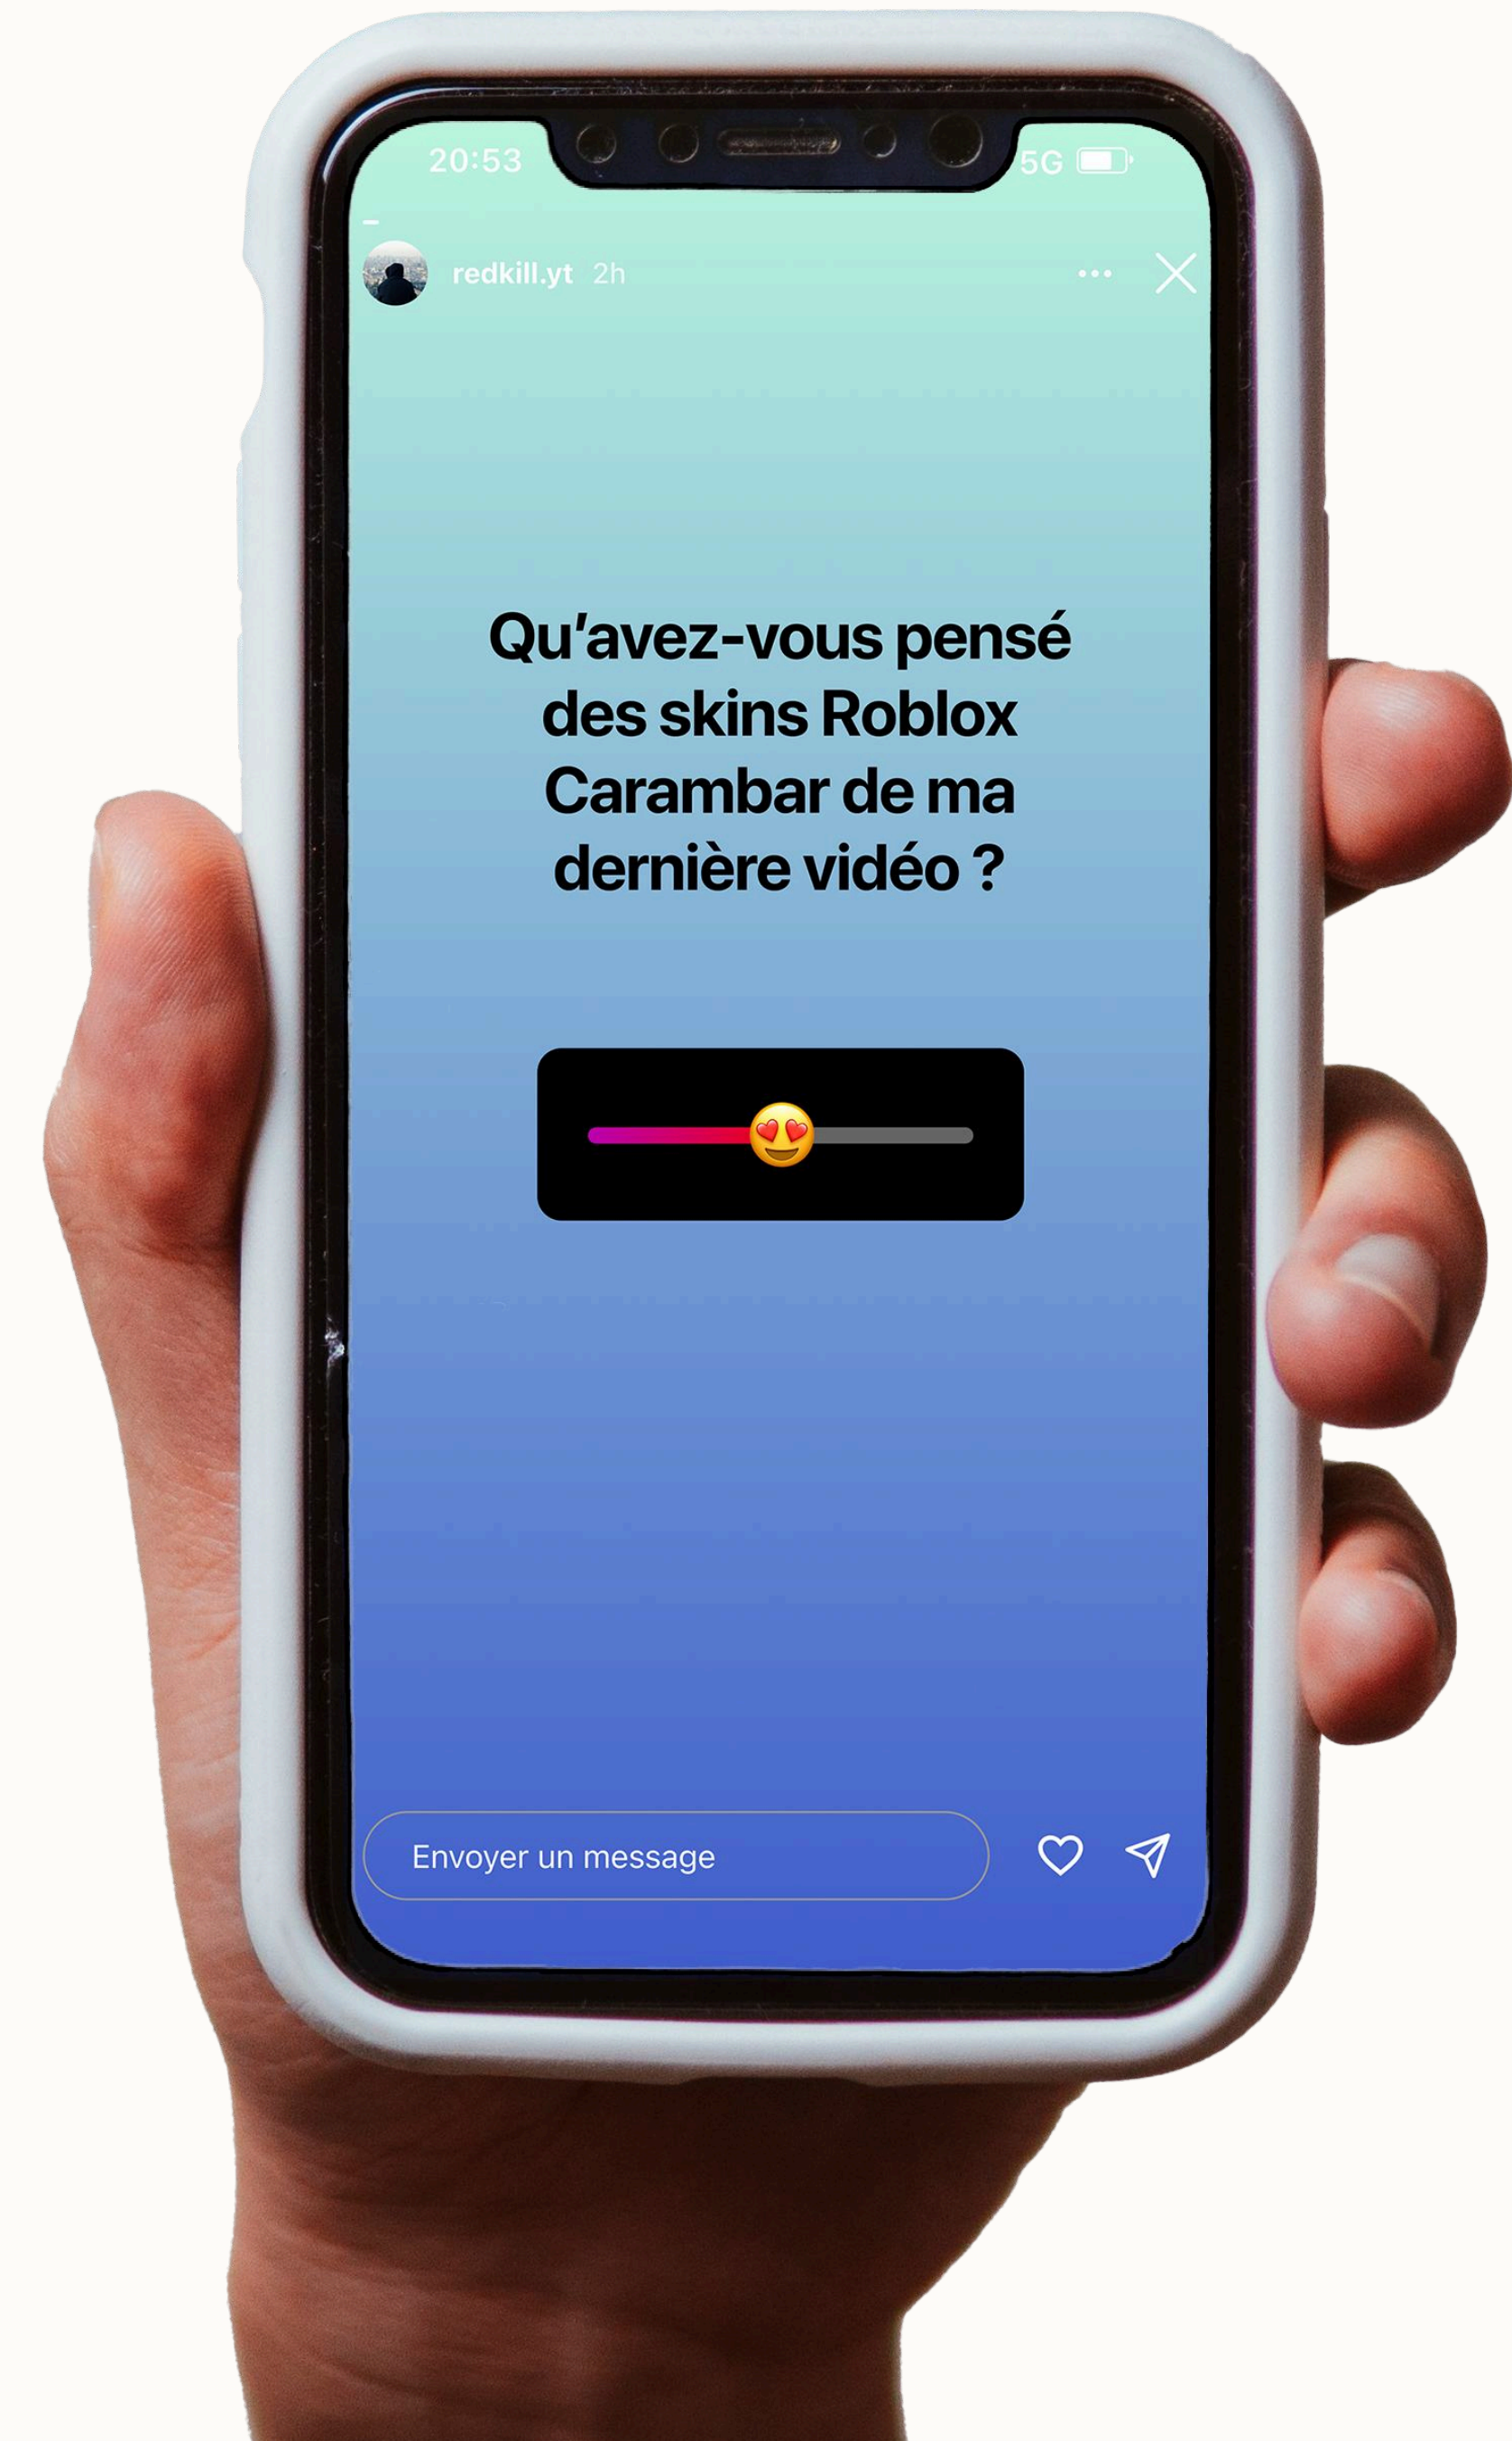 20:53 5G
redkill.yt 2h
Qu’avez-vous pensé
des skins Roblox
Carambar de ma
dernière vidéo ?
Envoyer un message